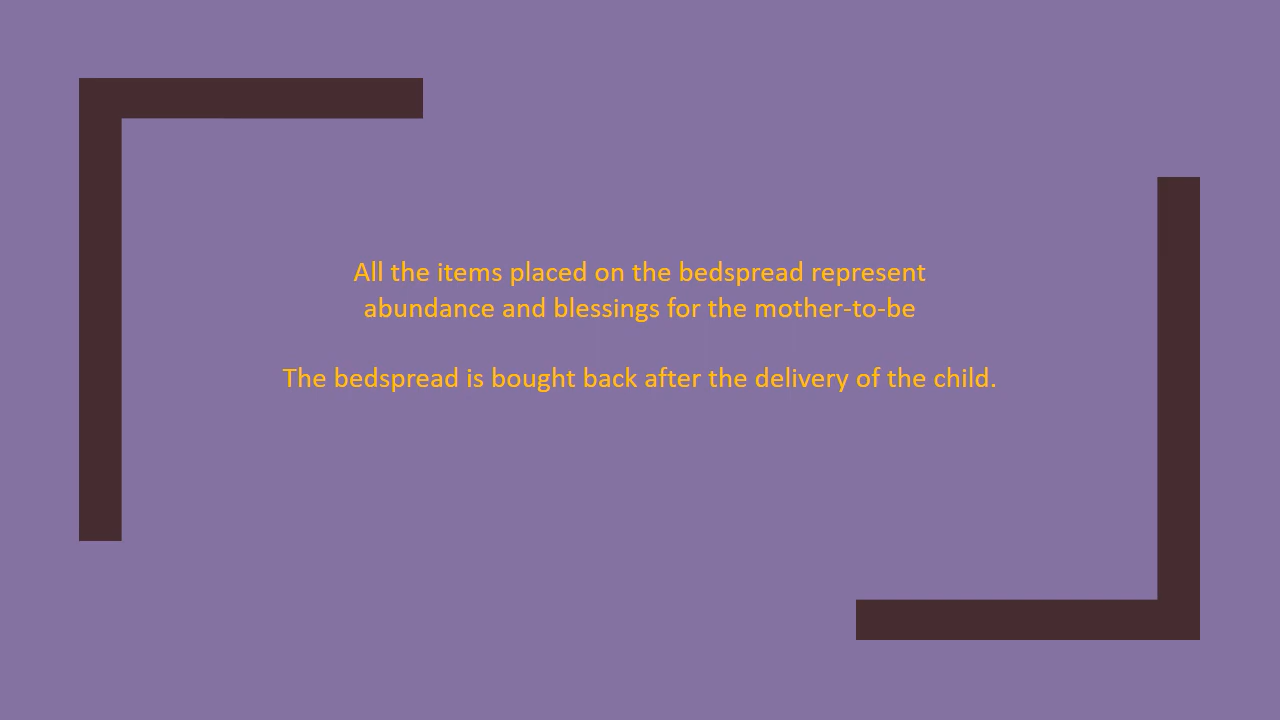 All the items placed on the bedspread represent
abundance and blessings for the mother-to-be
The bedspread is bought back after the delivery of the child.